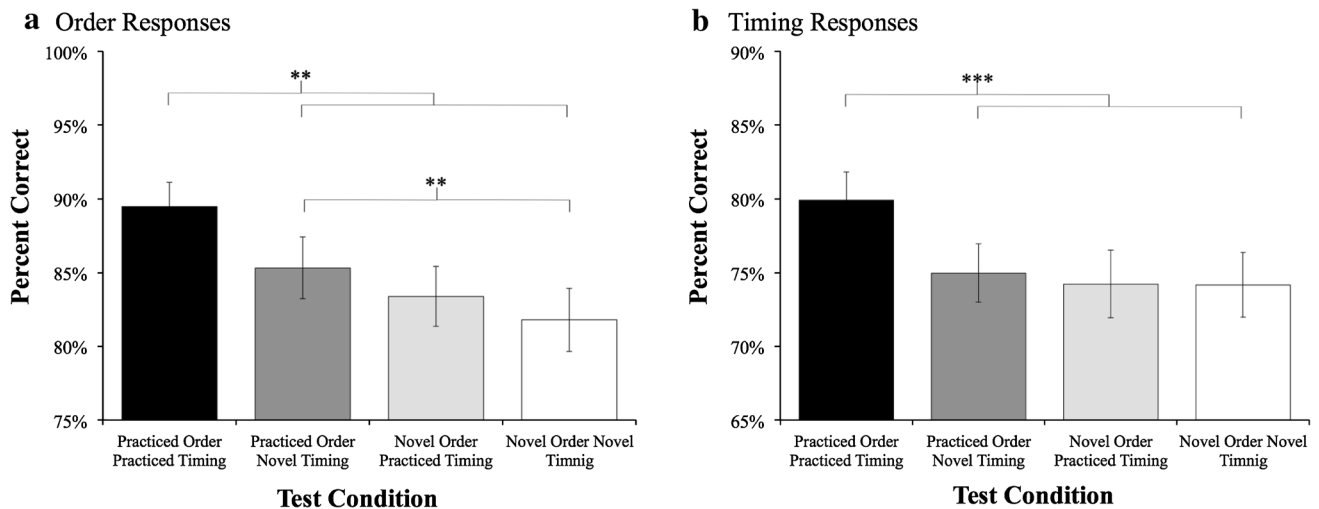 a Order Responses
100%
95%
90%
85%
80%
75%
Percent Correct
**
**
Practiced Order
Practiced Timing
Practiced Order
Novel Timing
Novel Order
Practiced Timing
Novel Order Novel
Timnig
Test Condition
b Timing Responses
90%
85%
80%
75%
70%
65%
Percent Correct
***
Practiced Order
Practiced Timing
Practiced Order
Novel Timing
Novel Order
Practiced Timing
Novel Order Novel
Timnig
Test Condition